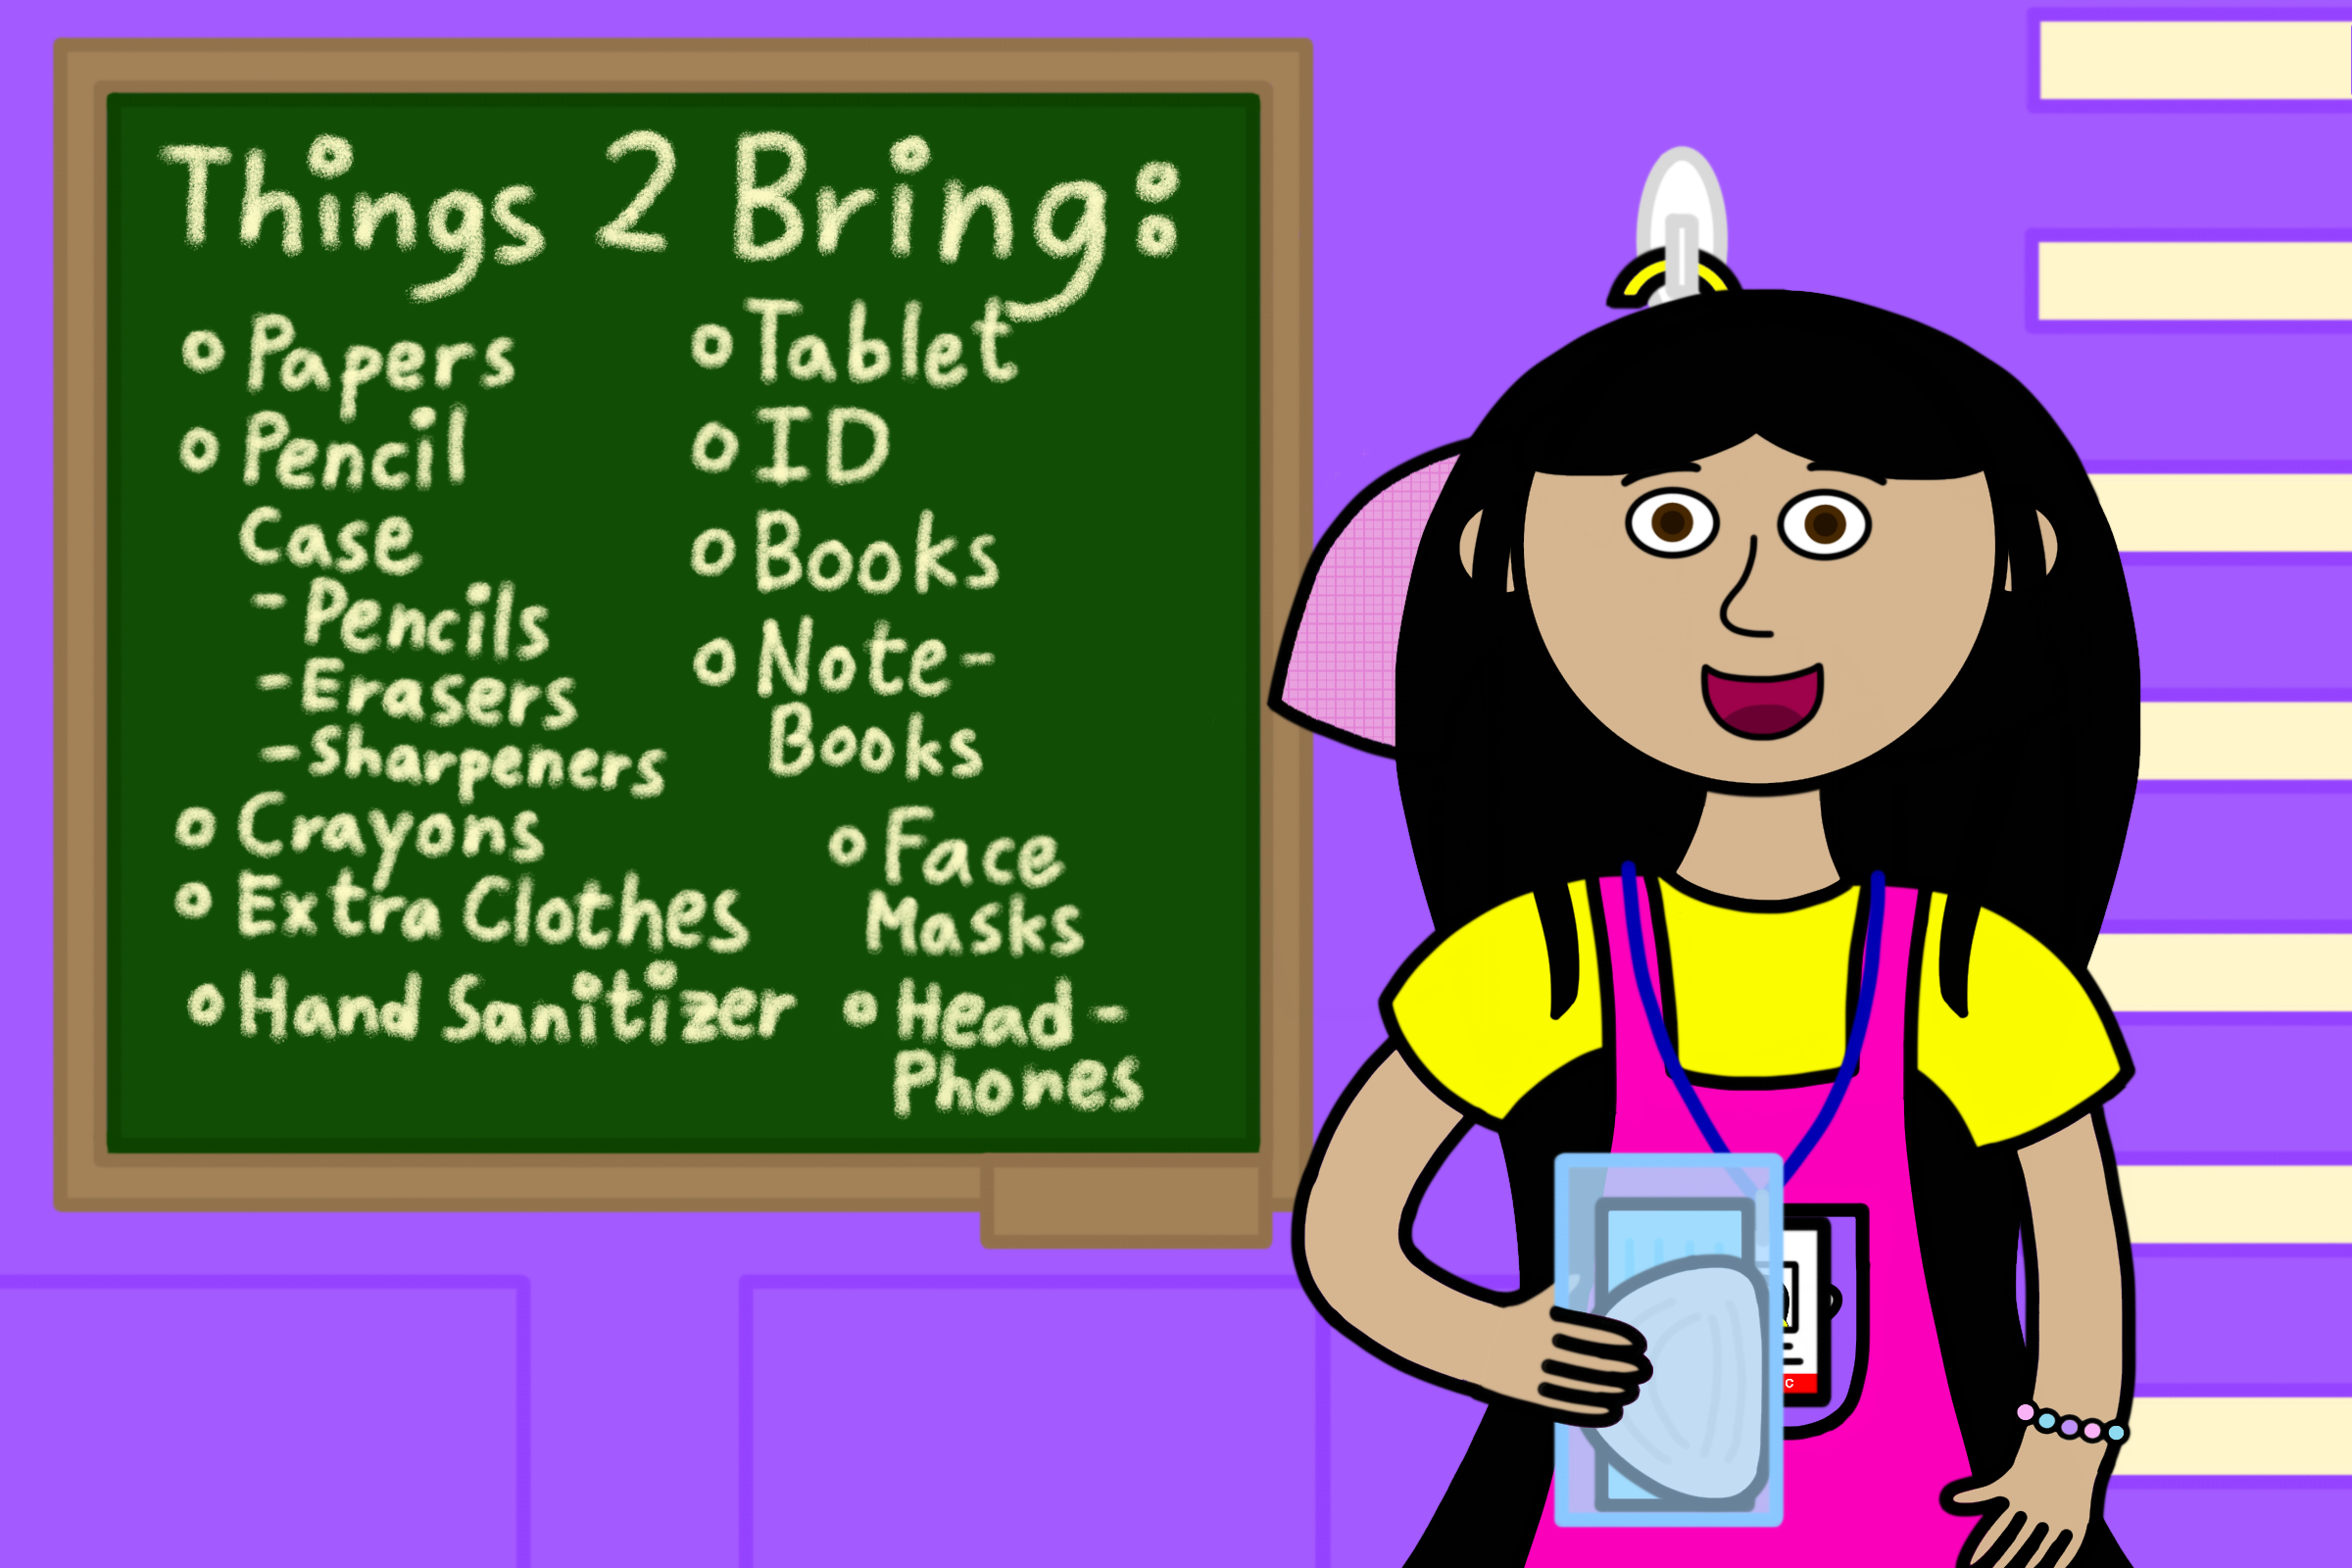 Things 2 Bring:
o Papers
o Pencil
Case
- Pencils
- Erasers
- Sharpeners
o Crayons
o Extra Clothes
o Hand Sanitizer
o Tablet
o ID
o Books
o Note-
Books
o Face
Masks
o Head-
Phones
C